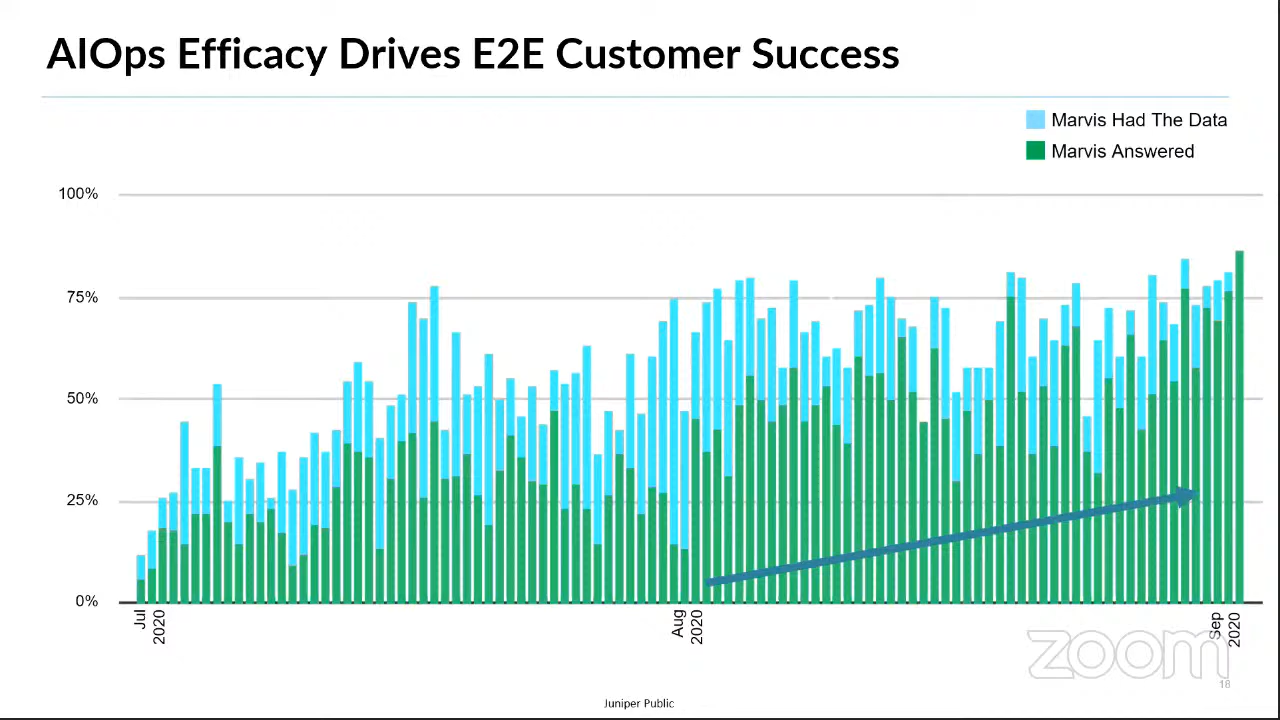 AIOps Efficacy Drives E2E Customer Success
Marvis Had The Data
Marvis Answered
100%
75%
50%
25%
0%
Jul
2020
Aug
2020
Sep
2020
zoom
18
Juniper Public